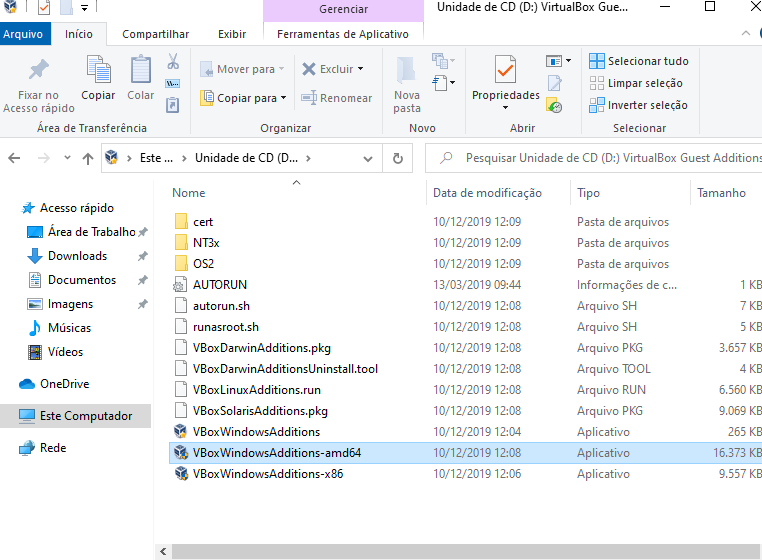 Gerenciar
Unidade de CD (D:) VirtualBox Gue...
Arquivo Início Compartilhar Exibir Ferramentas de Aplicativo
Fixar no Acesso rápido
Copiar
Colar
Área de Transferência
Mover para
Copiar para
Excluir
Renomear
Organizar
Nova pasta
Novo
Propriedades
Abrir
Selecionar tudo
Limpar seleção
Inverter seleção
Selecionar
Este ... Unidade de CD (D... Pesquisar Unidade de CD (D:) VirtualBox Guest Additions
Acesso rápido
Área de Trabalho
Downloads
Documentos
Imagens
Músicas
Vídeos
OneDrive
Este Computador
Rede
Nome Data de modificação Tipo Tamanho
cert 10/12/2019 12:09 Pasta de arquivos
NT3x 10/12/2019 12:09 Pasta de arquivos
OS2 10/12/2019 12:09 Pasta de arquivos
AUTORUN 13/03/2019 09:44 Informações de c... 1 KB
autorun.sh 10/12/2019 12:08 Arquivo SH 7 KB
runasroot.sh 10/12/2019 12:08 Arquivo SH 5 KB
VBoxDarwinAdditions.pkg 10/12/2019 12:08 Arquivo PKG 3.657 KB
VBoxDarwinAdditionsUninstall.tool 10/12/2019 12:08 Arquivo TOOL 4 KB
VBoxLinuxAdditions.run 10/12/2019 12:08 Arquivo RUN 6.560 KB
VBoxSolarisAdditions.pkg 10/12/2019 12:08 Arquivo PKG 9.069 KB
VBoxWindowsAdditions 10/12/2019 12:04 Aplicativo 265 KB
VBoxWindowsAdditions-amd64 10/12/2019 12:08 Aplicativo 16.373 KB
VBoxWindowsAdditions-x86 10/12/2019 12:06 Aplicativo 9.557 KB